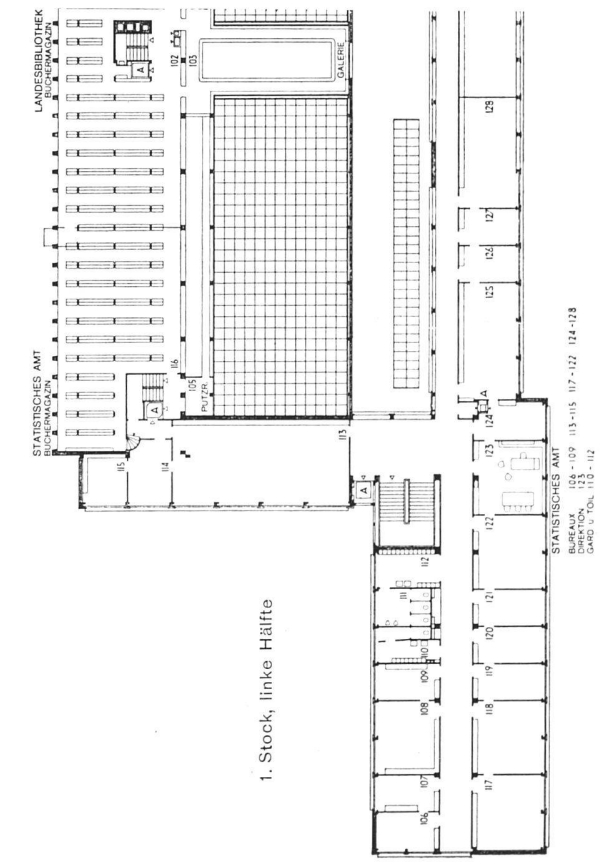 LANDESBIBLIOTHEK
BÜCHERMAGAZIN
STATISTISCHES AMT
BÜCHERMAGAZIN
A
102
103
GALERIE
116
105
PUTZR.
A
115
114
113
A
128
127
126
125
A
124
123
122
121
120
119
118
117
112
111
110
109
108
107
106
STATISTISCHES AMT
BUREAUX 106 - 109 113 -115 117 -122 124 -128
DIREKTION 123
GARD U TOIL 110 - 112
1. Stock, linke Hälfte